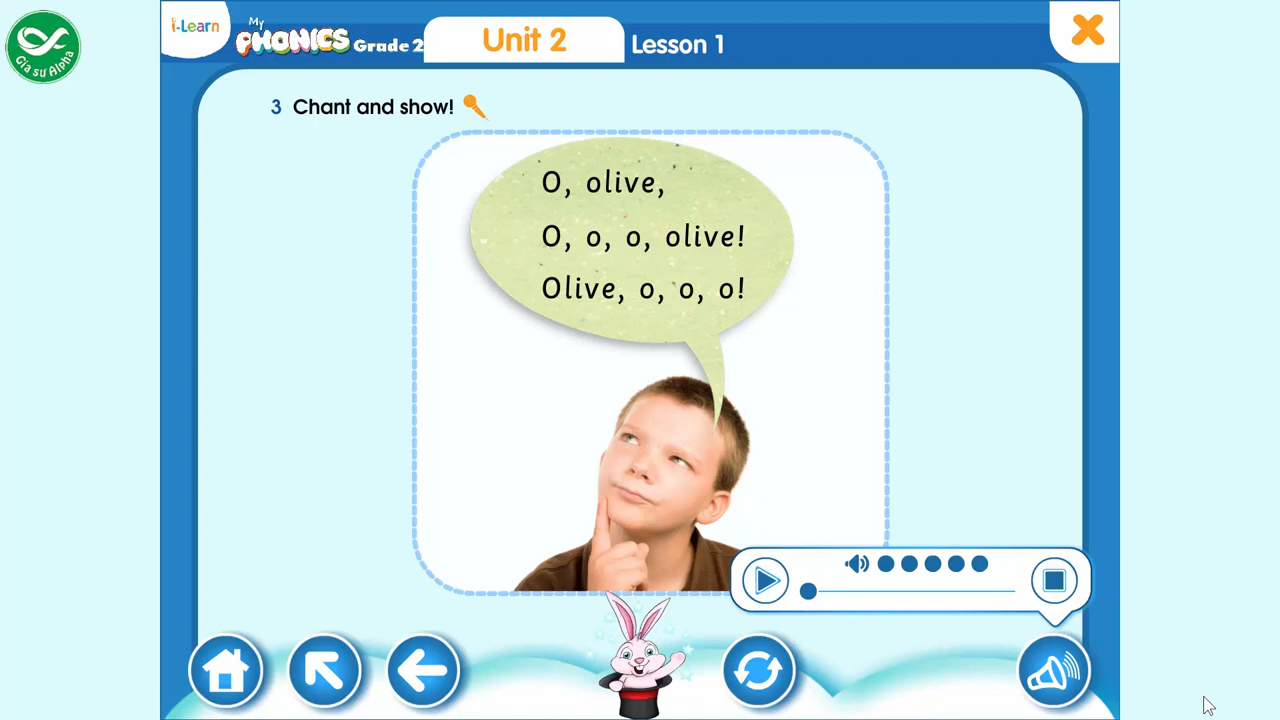 Gia sư Alpha
i-Learn
My
PHONICS Grade 2
Unit 2
Lesson 1
3 Chant and show!
O, olive,
O, o, o, olive!
Olive, o, o, o!